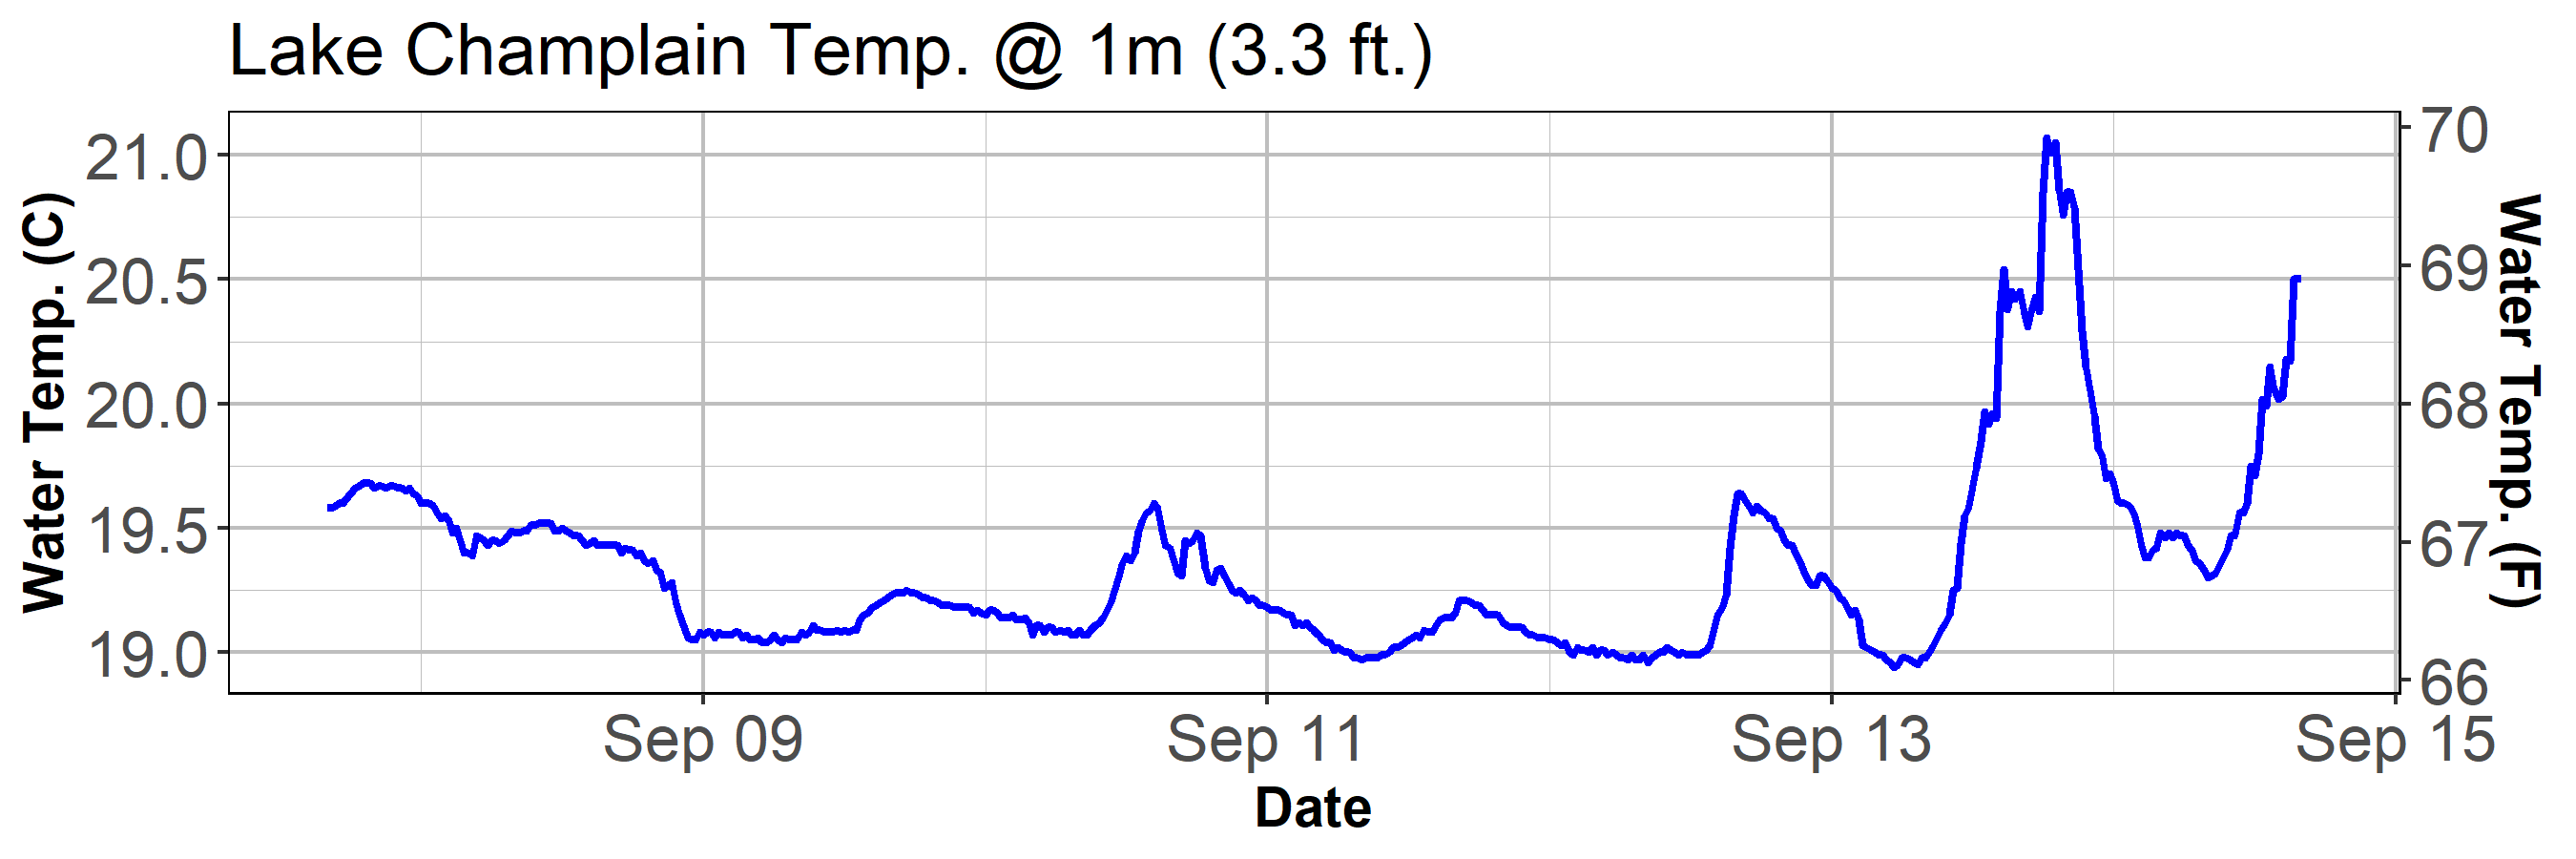 Lake Champlain Temp. @ 1m (3.3 ft.)
Water Temp. (C)
21.0
20.5
20.0
19.5
19.0
70
69
68
67
66
Water Temp. (F)
Sep 09
Sep 11
Sep 13
Sep 15
Date